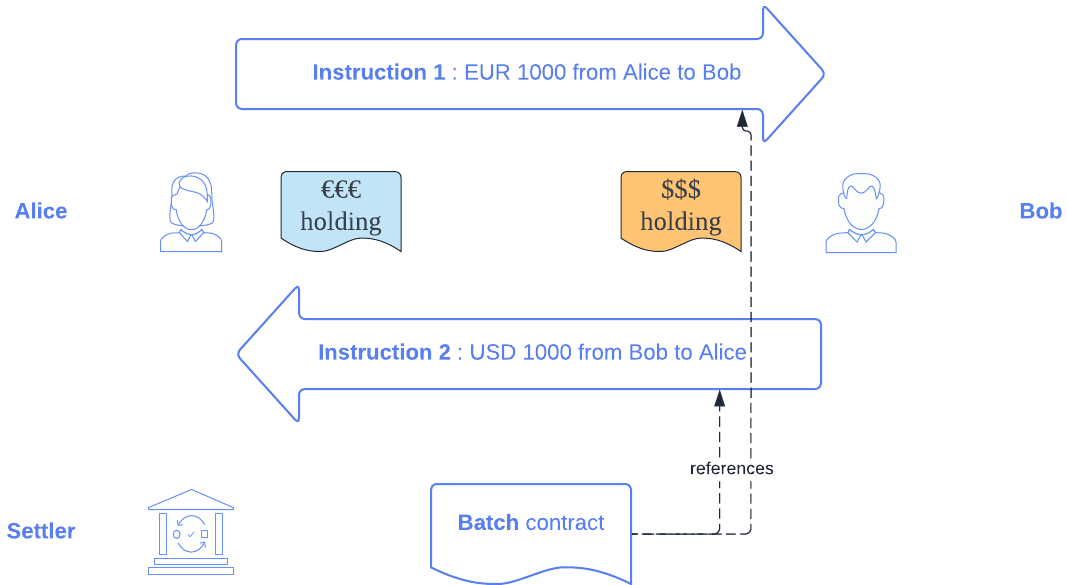 Instruction 1 : EUR 1000 from Alice to Bob
Alice
€€€
holding
$$$
holding
Bob
Instruction 2 : USD 1000 from Bob to Alice
references
Settler
Batch contract